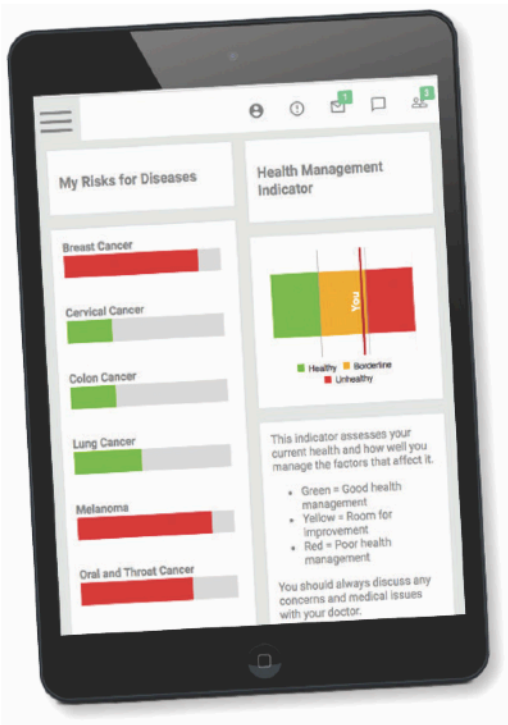 1
3
My Risks for Diseases
Breast Cancer
Cervical Cancer
Colon Cancer
Lung Cancer
Melanoma
Oral and Throat Cancer
Health Management
Indicator
You
Healthy
Borderline
Unhealthy
This indicator assesses your
current health and how well you
manage the factors that affect it.
• Green = Good health
management
• Yellow = Room for
improvement
• Red = Poor health
management
You should always discuss any
concerns and medical issues
with your doctor.